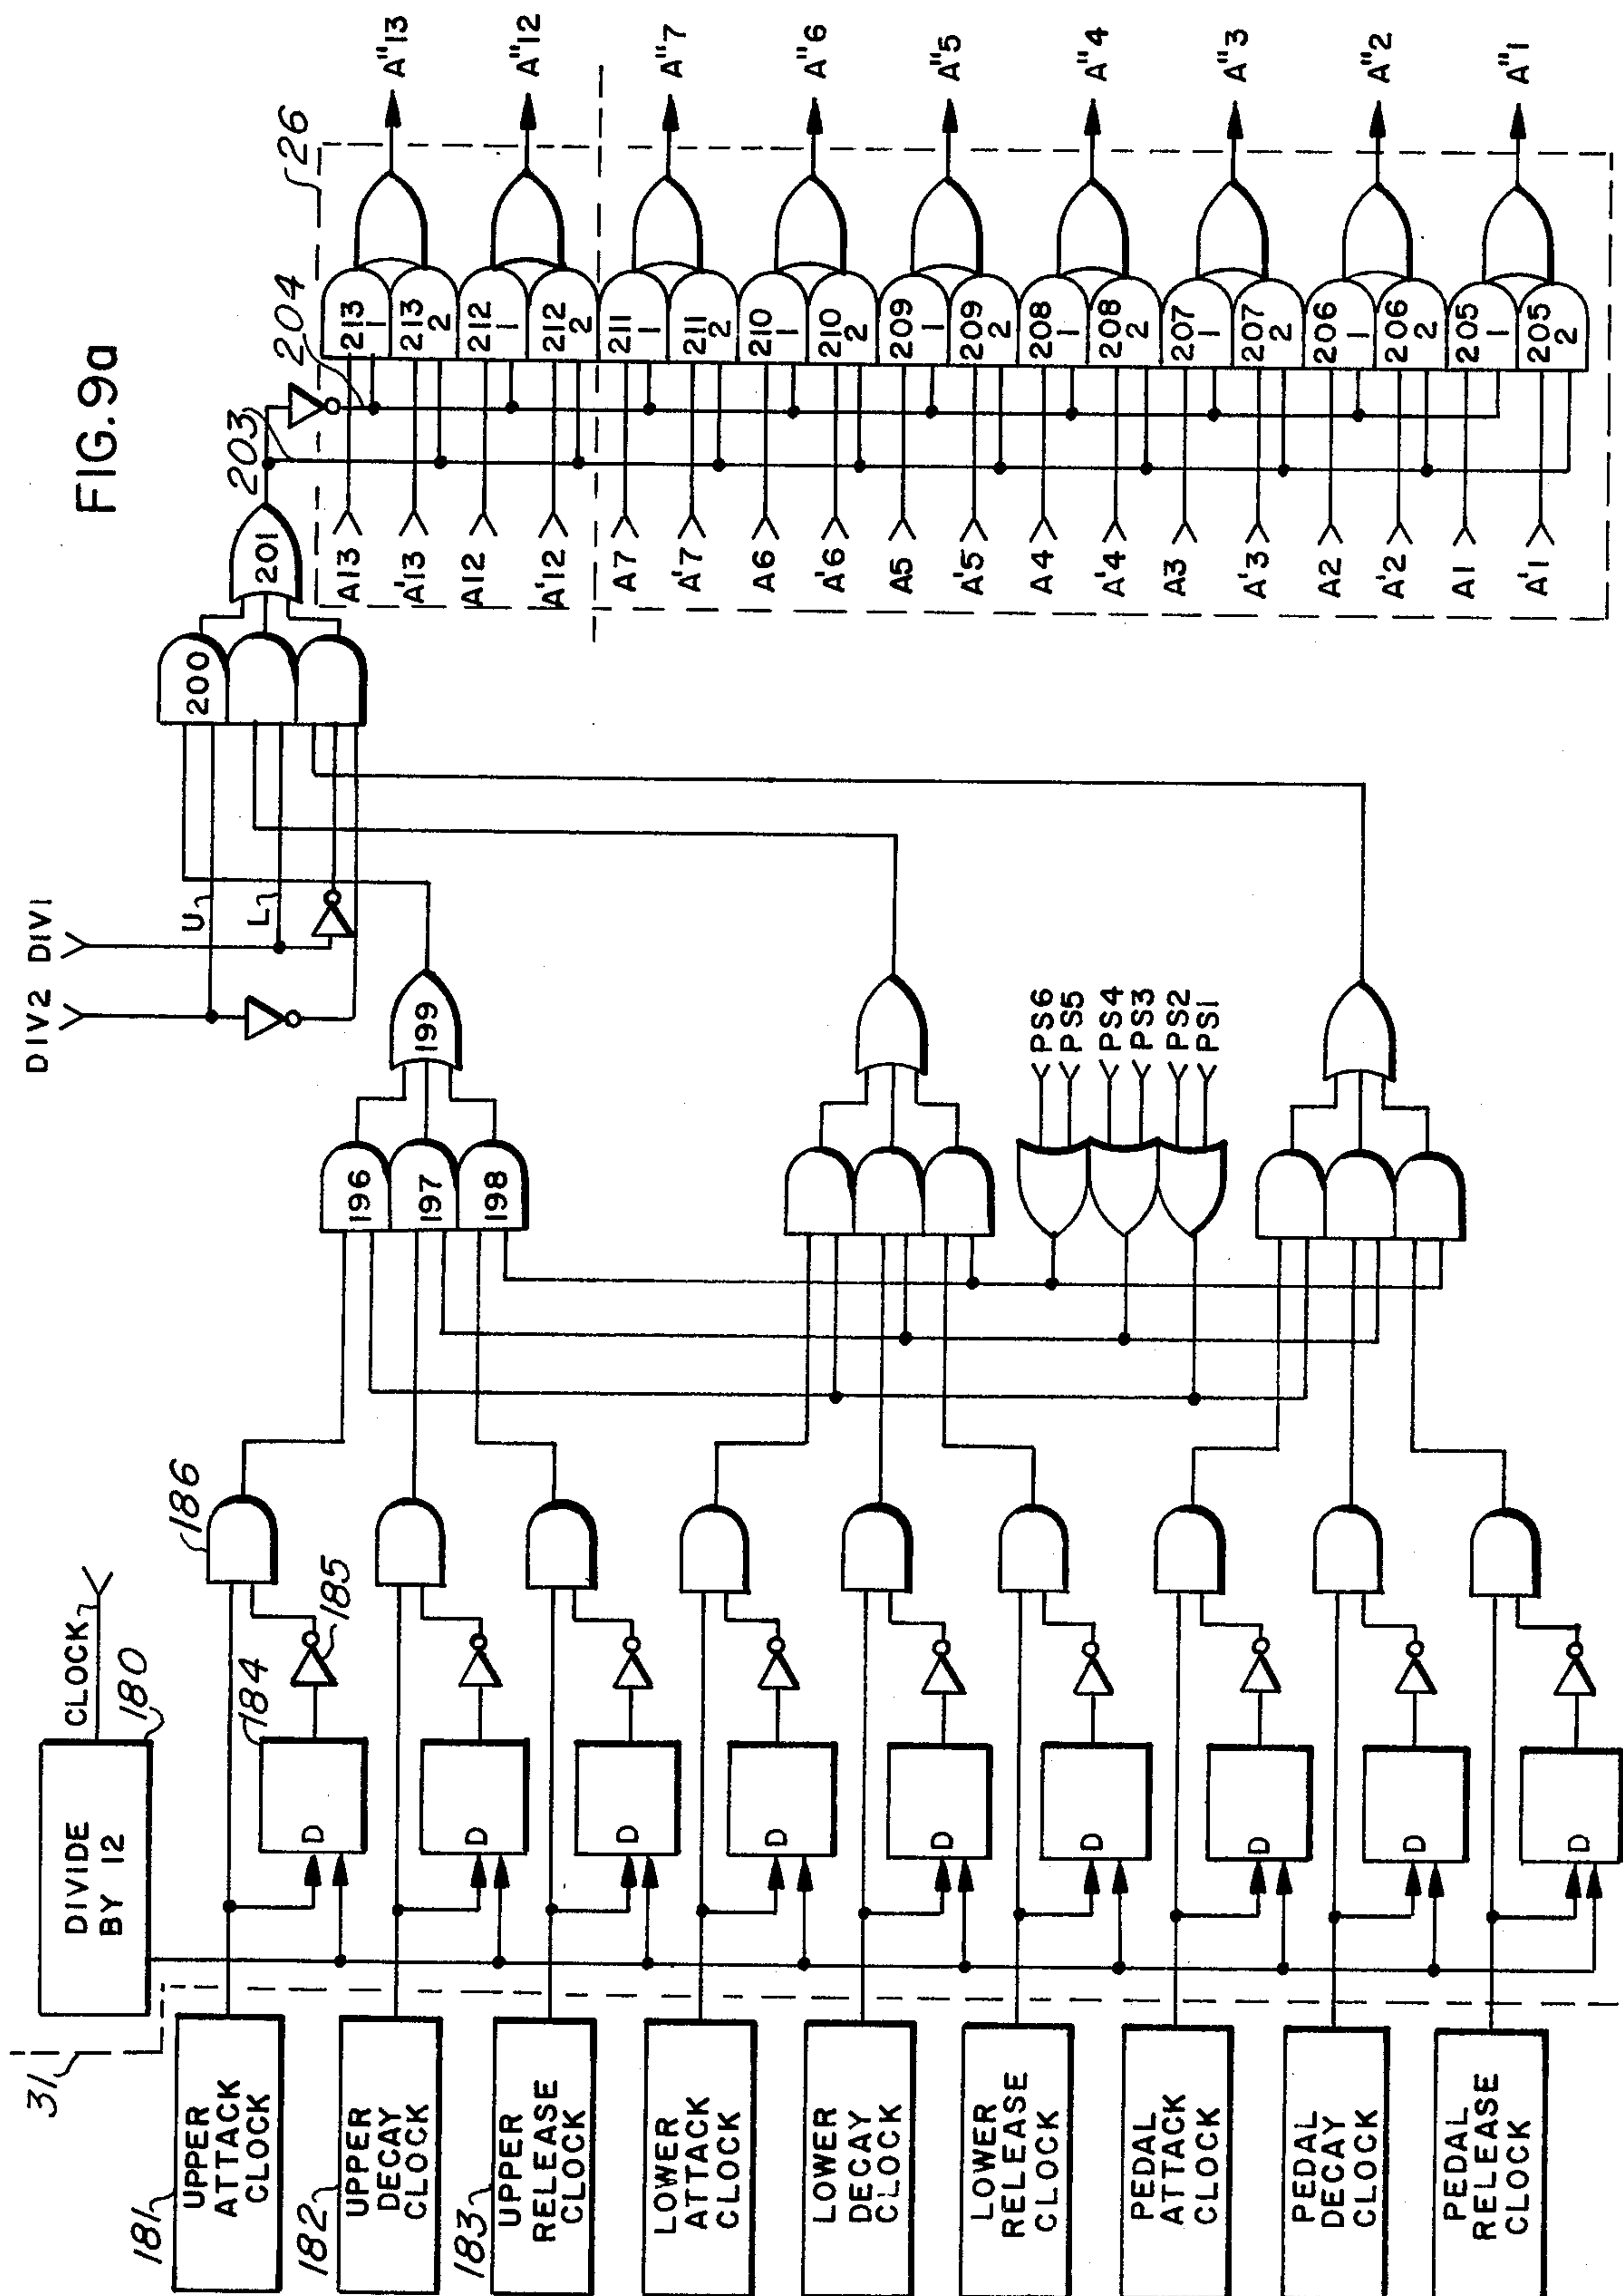 FIG.9a
31
180
CLOCK
DIVIDE
BY 12
181
UPPER
ATTACK
CLOCK
182
UPPER
DECAY
CLOCK
183
UPPER
RELEASE
CLOCK
LOWER
ATTACK
CLOCK
LOWER
DECAY
CLOCK
LOWER
RELEASE
CLOCK
PEDAL
ATTACK
CLOCK
PEDAL
DECAY
CLOCK
PEDAL
RELEASE
CLOCK
184
185
186
D
D
D
D
D
D
D
D
D
196
197
198
199
PS6
PS5
PS4
PS3
PS2
PS1
DIV2
DIV1
U
L
200
201
203
204
26
A13
A'13
A12
A'12
A7
A'7
A6
A'6
A5
A'5
A4
A'4
A3
A'3
A2
A'2
A1
A'1
213
1
213
2
212
1
212
2
211
1
211
2
210
1
210
2
209
1
209
2
208
1
208
2
207
1
207
2
206
1
206
2
205
1
205
2
A"13
A"12
A"7
A"6
A"5
A"4
A"3
A"2
A"1